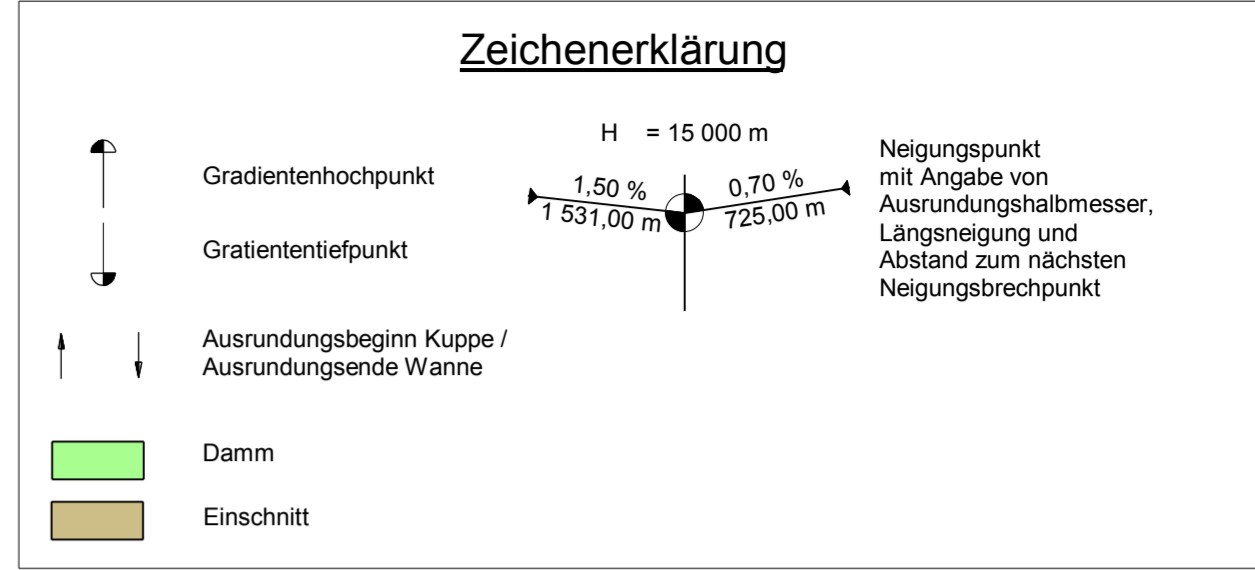 Zeichenerklärung
Gradientenhochpunkt
Gratiententiefpunkt
Ausrundungsbeginn Kuppe /
Ausrundungsende Wanne
Damm
Einschnitt
H = 15 000 m
1,50 %
1 531,00 m
0,70 %
725,00 m
Neigungspunkt
mit Angabe von
Ausrundungshalbmesser,
Längsneigung und
Abstand zum nächsten
Neigungsbrechpunkt